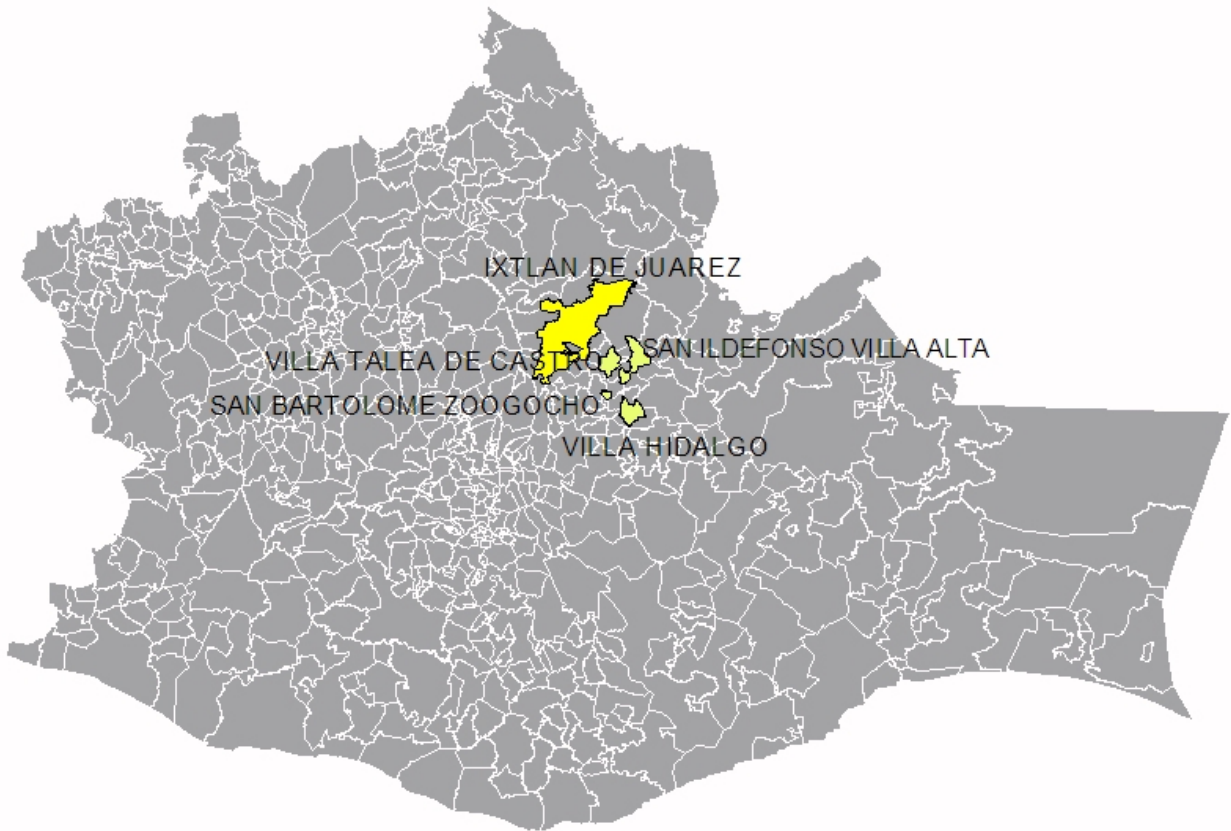 IXTLAN DE JUAREZ
SAN ILDEFONSO VILLA ALTA
VILLA TALEA DE CASTRO
SAN BARTOLOME ZOOGOCHO
VILLA HIDALGO